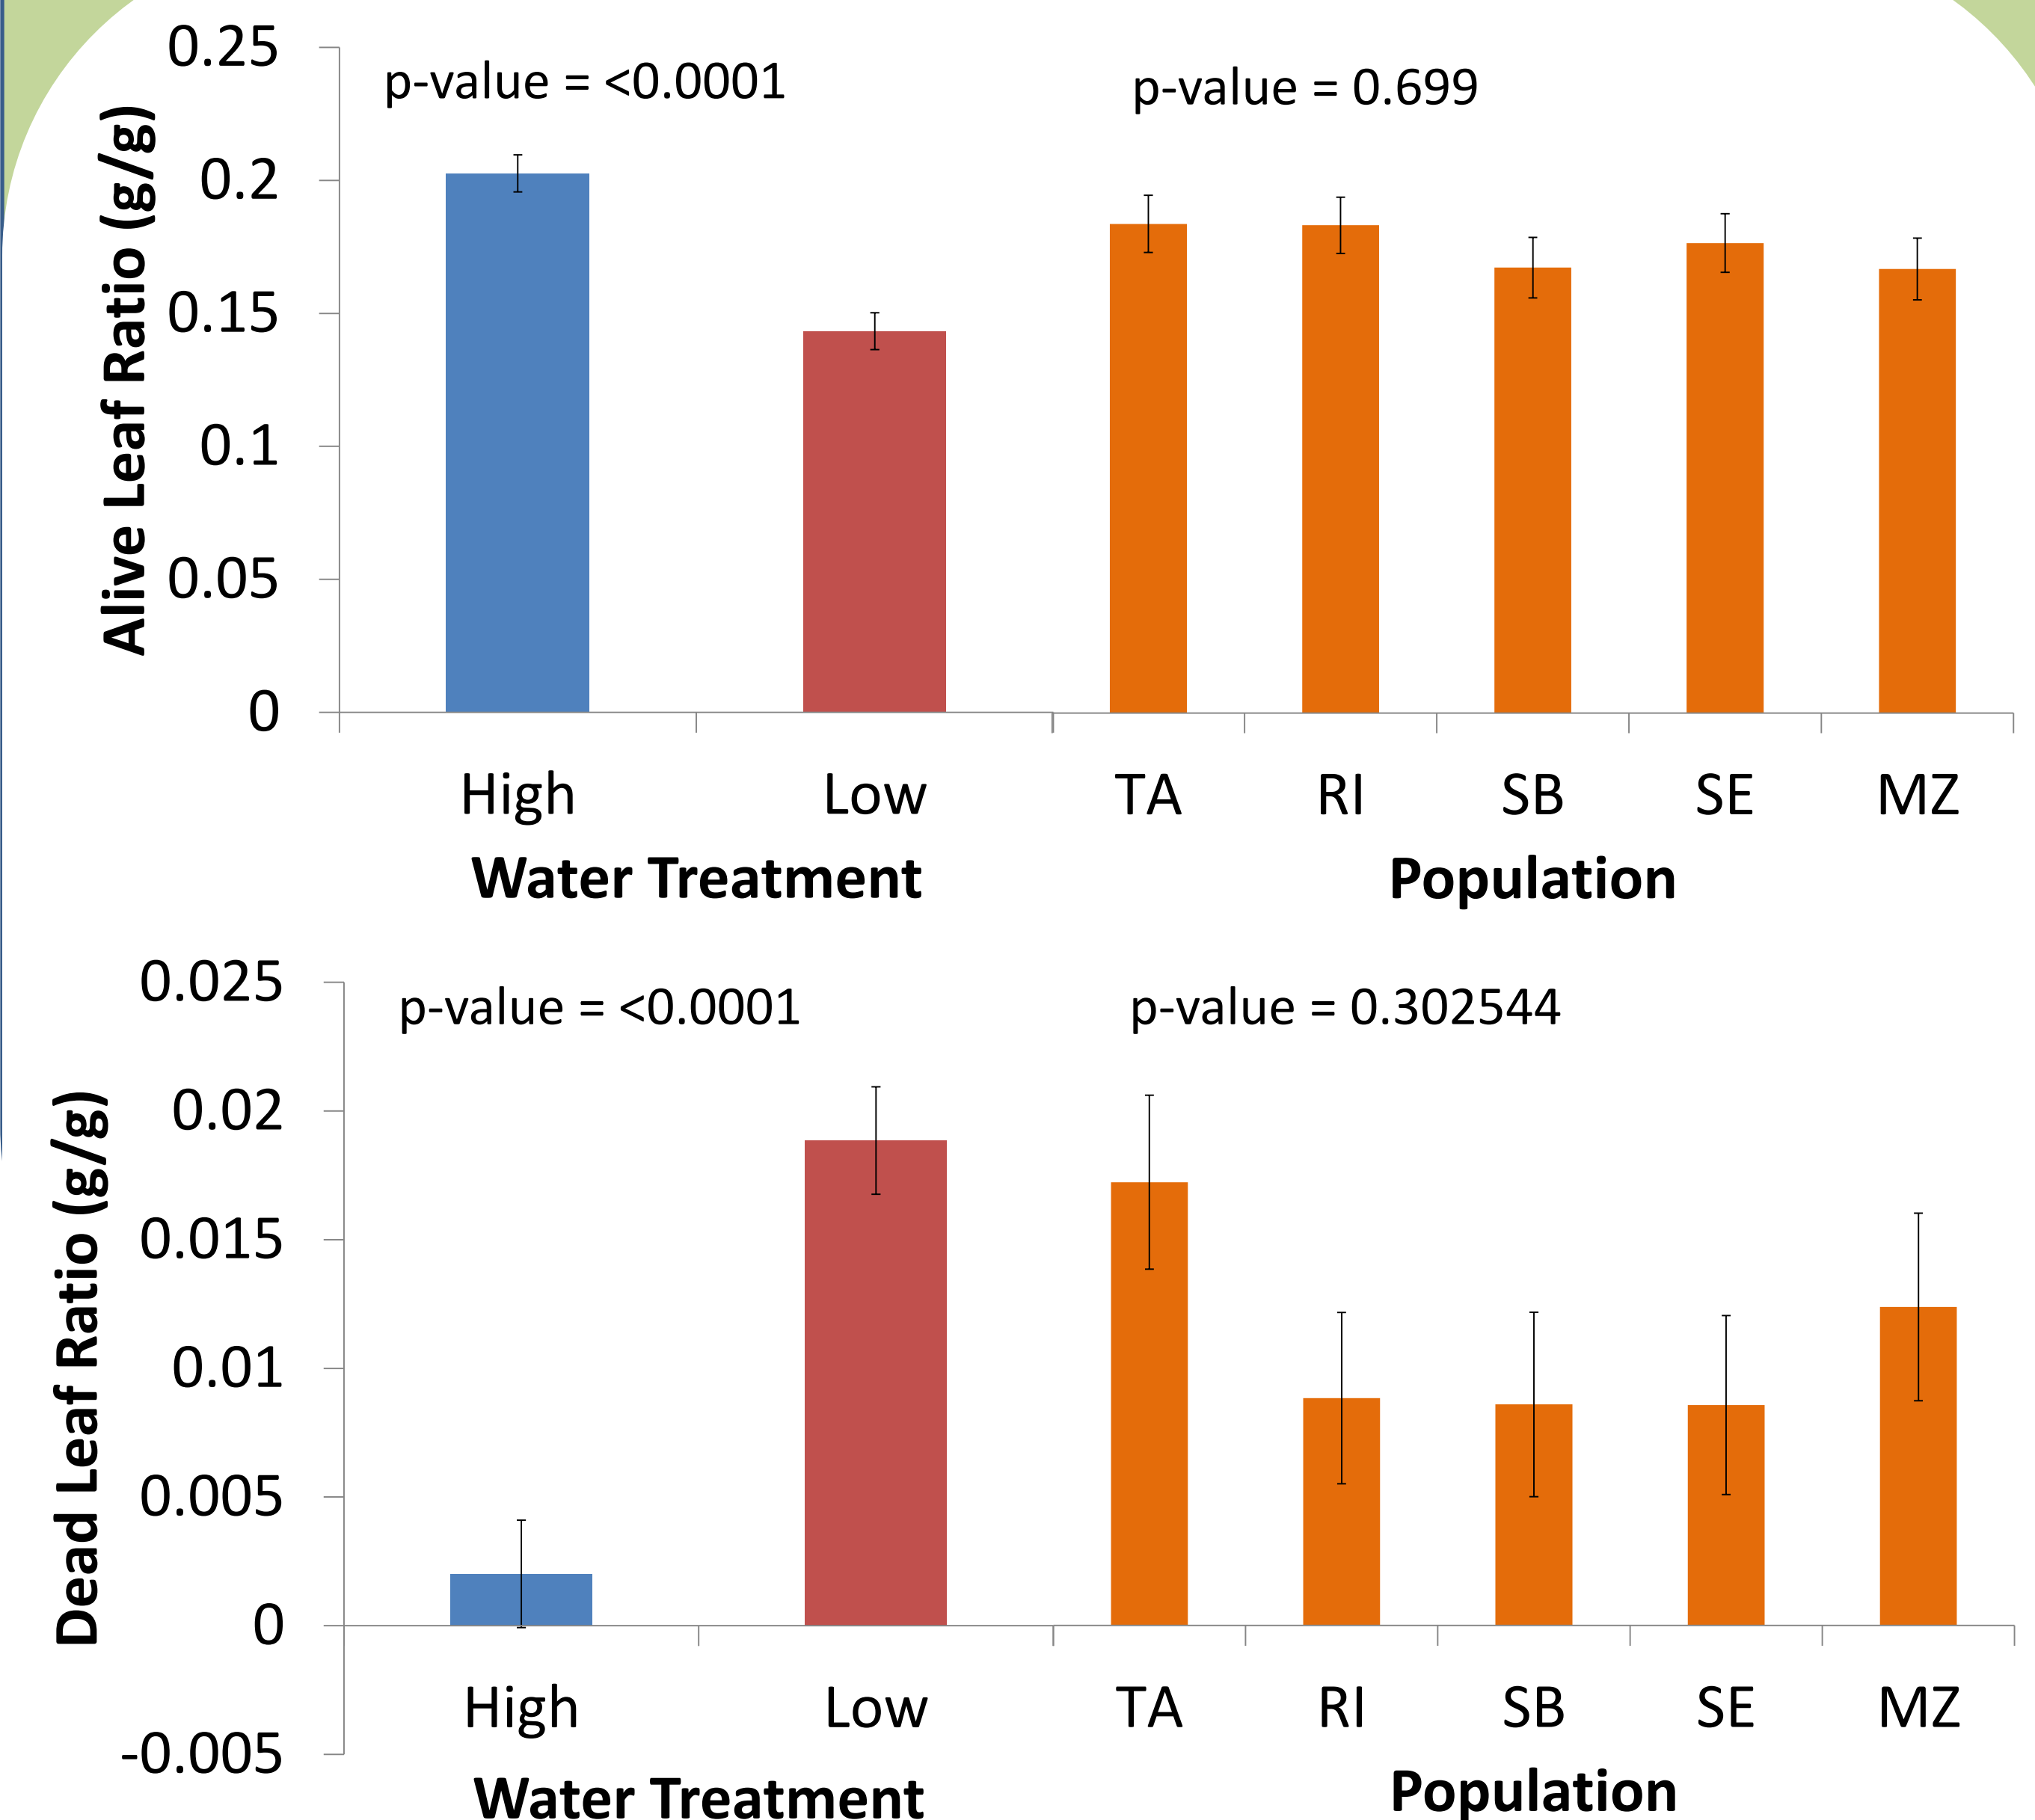 0.25
p-value = <0.0001
p-value = 0.699
0.2
0.15
0.1
0.05
0
Alive Leaf Ratio (g/g)
High
Low
TA
RI
SB
SE
MZ
Water Treatment
Population
0.025
p-value = <0.0001
p-value = 0.302544
0.02
0.015
0.01
0.005
0
-0.005
Dead Leaf Ratio (g/g)
High
Low
TA
RI
SB
SE
MZ
Water Treatment
Population